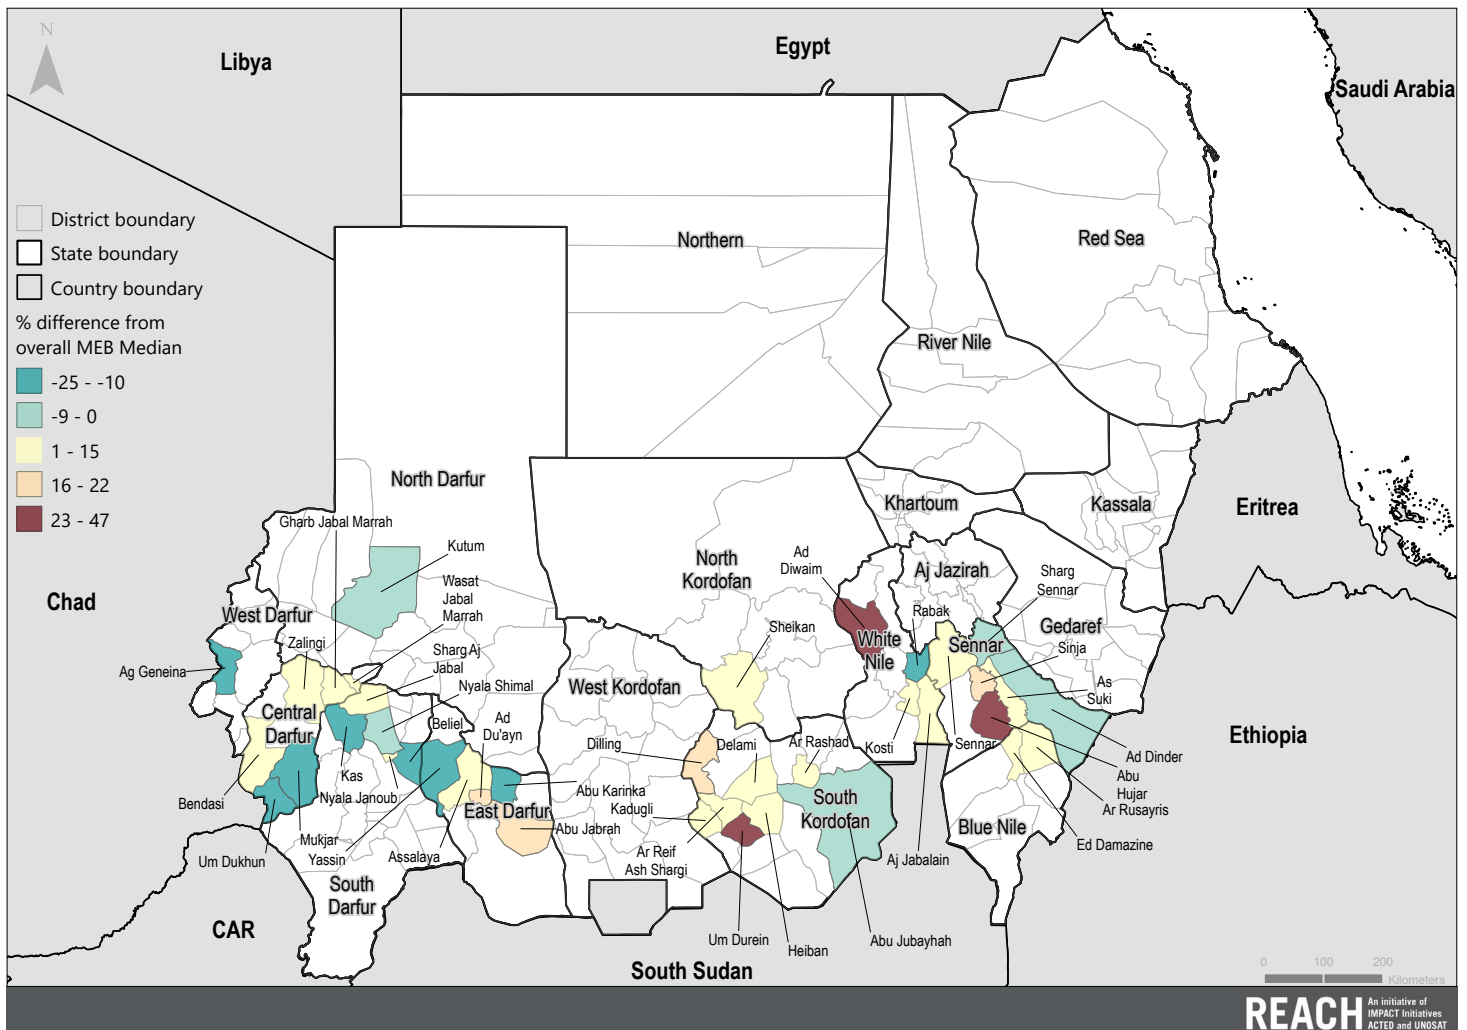 N
Libya
Egypt
Saudi Arabia
District boundary
State boundary
Country boundary
% difference from
overall MEB Median
-25 - -10
-9 - 0
1 - 15
16 - 22
23 - 47
Northern
Red Sea
River Nile
North Darfur
Khartoum
Kassala
Eritrea
Gharb Jabal Marrah
Kutum
North
Kordofan
Ad
Diwaim
Aj Jazirah
Sharg
Sennar
Chad
Wasat
Jabal
Marrah
West Darfur
Rabak
Gedaref
Zalingi
Sheikan
White
Nile
Sennar
Sinja
Ag Geneina
Sharg Aj
Jabal
Nyala Shimal
West Kordofan
As
Suki
Central
Darfur
Beliel
Ad
Du'ayn
Dilling
Delami
Ar Rashad
Kosti
Sennar
Ethiopia
Ad Dinder
Kas
Nyala Janoub
Bendasi
Abu Karinka
Kadugli
South
Kordofan
Abu
Hujar
Ar Rusayris
East Darfur
Abu Jabrah
Blue Nile
Ed Damazine
Mukjar
Yassin
Um Dukhun
Assalaya
Ar Reif
Ash Shargi
Aj Jabalain
South
Darfur
CAR
Um Durein
Heiban
Abu Jubayhah
South Sudan
0 100 200
Kilometers
REACH
An initiative of
IMPACT Initiatives
ACTED and UNOSAT